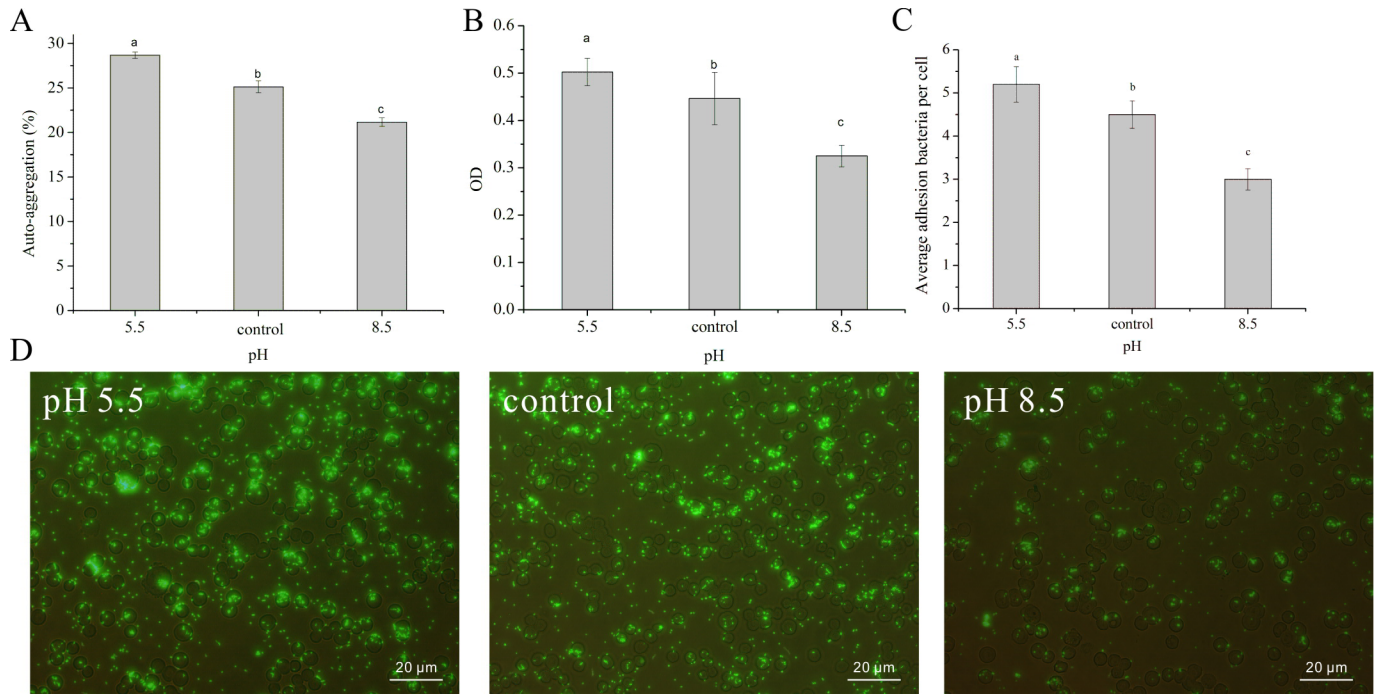 A
Auto-aggregation (%)
30
25
20
15
10
5
0
a
b
c
5.5
control
8.5
pH
B
OD
0.6
0.5
0.4
0.3
0.2
0.1
0.0
a
b
c
5.5
control
8.5
pH
C
Average adhesion bacteria per cell
6
5
4
3
2
1
0
a
b
c
5.5
control
8.5
pH
D
pH 5.5
20 μm
control
20 μm
pH 8.5
20 μm